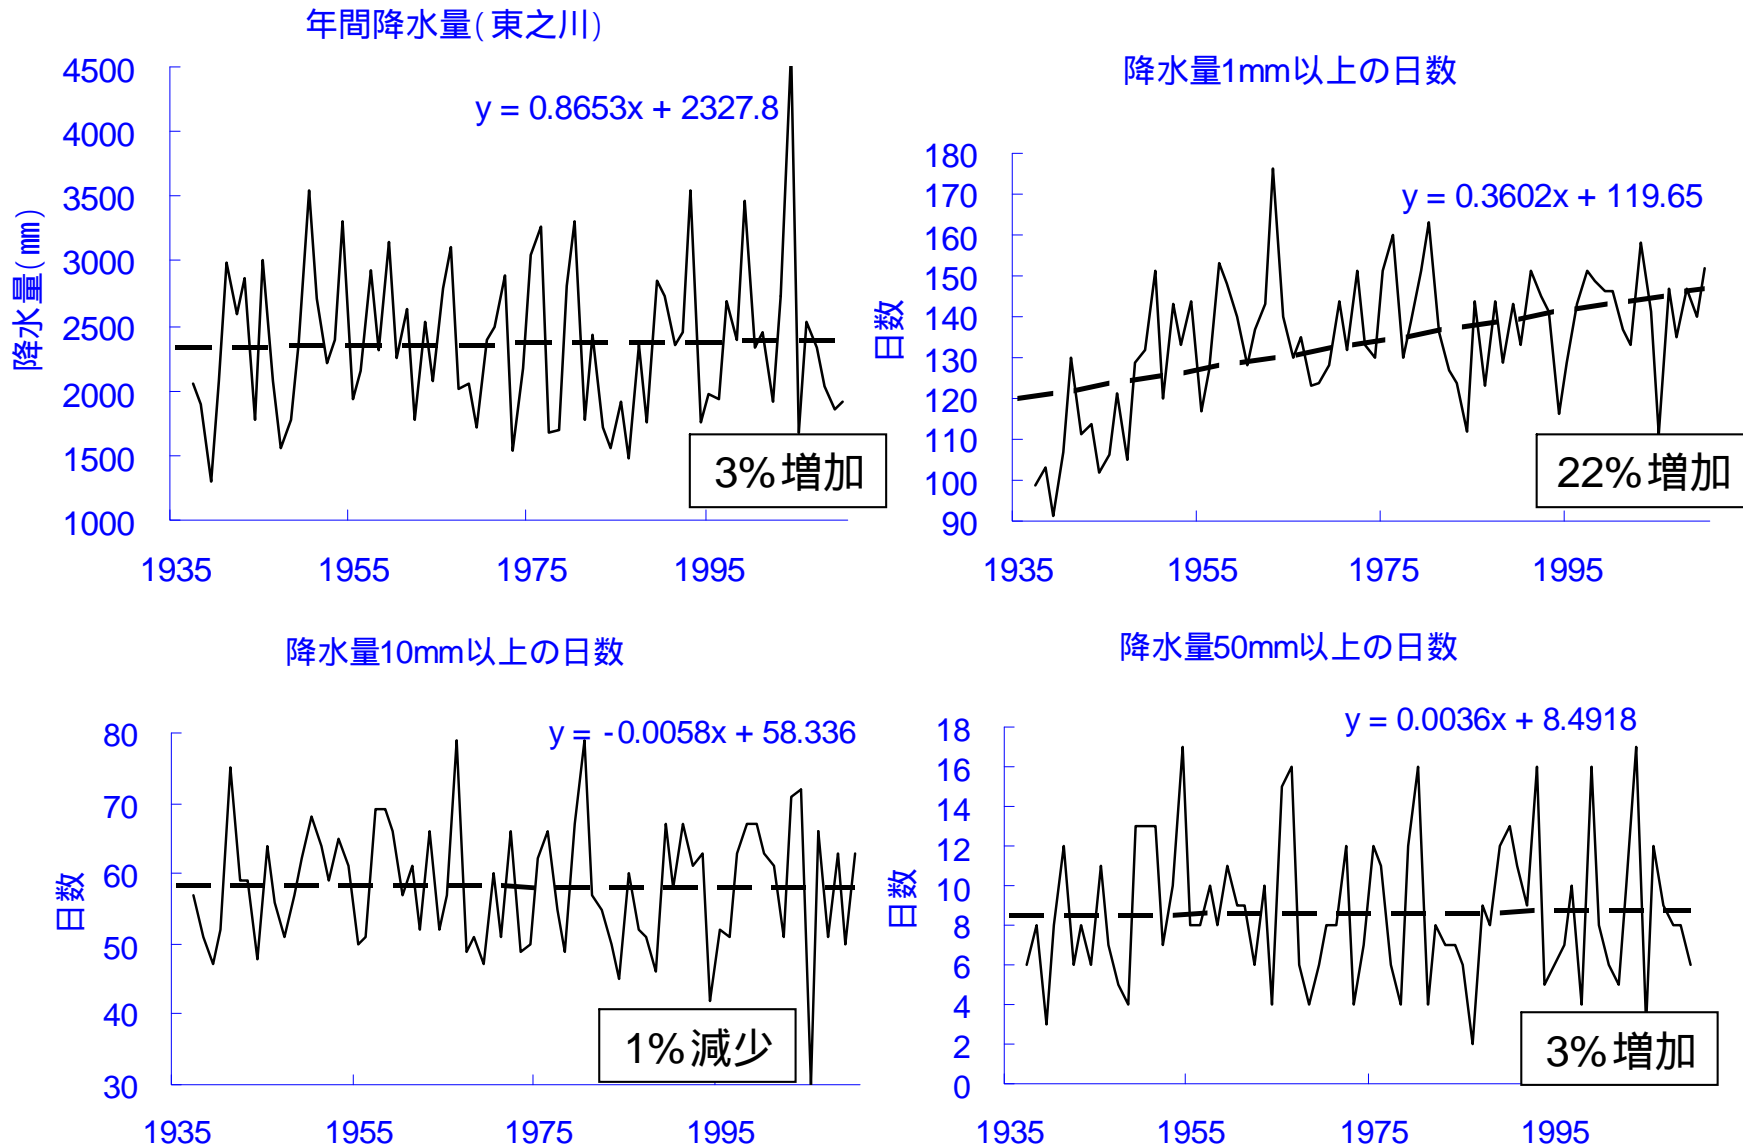 年間降水量(東之川)
y = 0.8653x + 2327.8
降水量(mm)
4500
4000
3500
3000
2500
2000
1500
1000
1935 1955 1975 1995
3%増加
降水量1mm以上の日数
y = 0.3602x + 119.65
日数
180
170
160
150
140
130
120
110
100
90
1935 1955 1975 1995
22%増加
降水量10mm以上の日数
y = -0.0058x + 58.336
日数
80
70
60
50
40
30
1935 1955 1975 1995
1%減少
降水量50mm以上の日数
y = 0.0036x + 8.4918
日数
18
16
14
12
10
8
6
4
2
0
1935 1955 1975 1995
3%増加